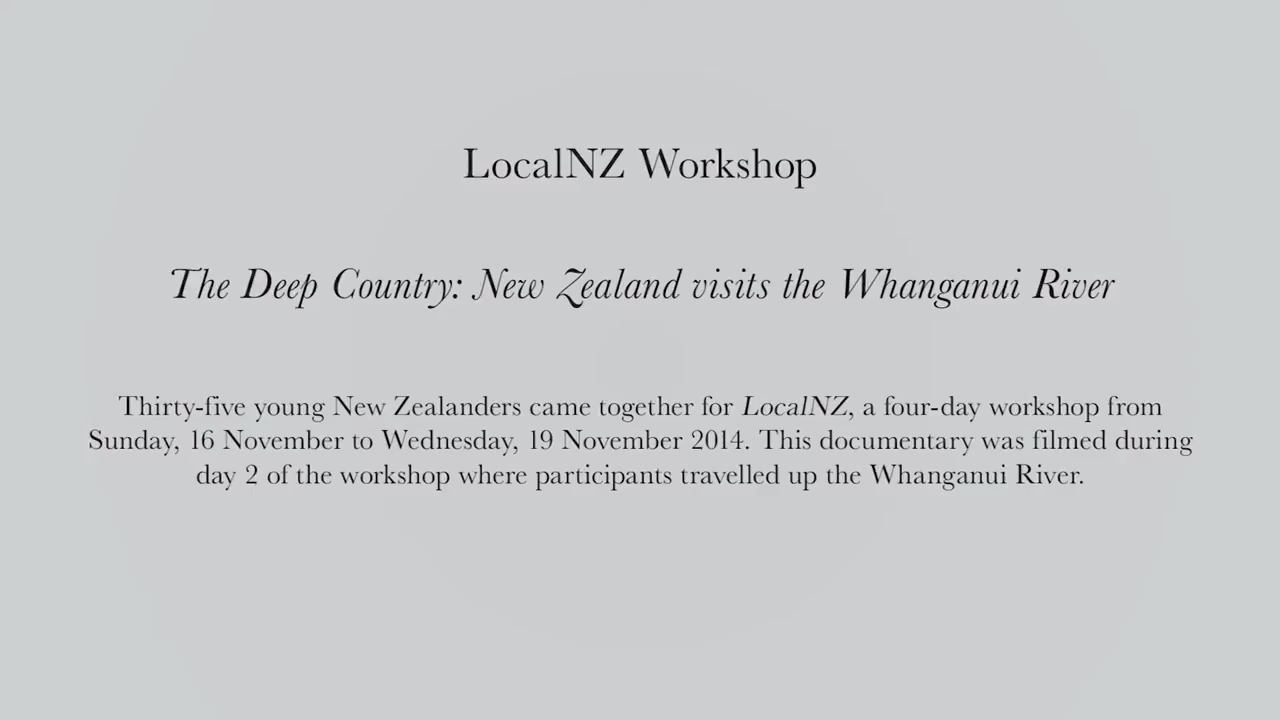 LocalNZ Workshop
The Deep Country: New Zealand visits the Whanganui River
Thirty-five young New Zealanders came together for LocalNZ, a four-day workshop from
Sunday, 16 November to Wednesday, 19 November 2014. This documentary was filmed during
day 2 of the workshop where participants travelled up the Whanganui River.